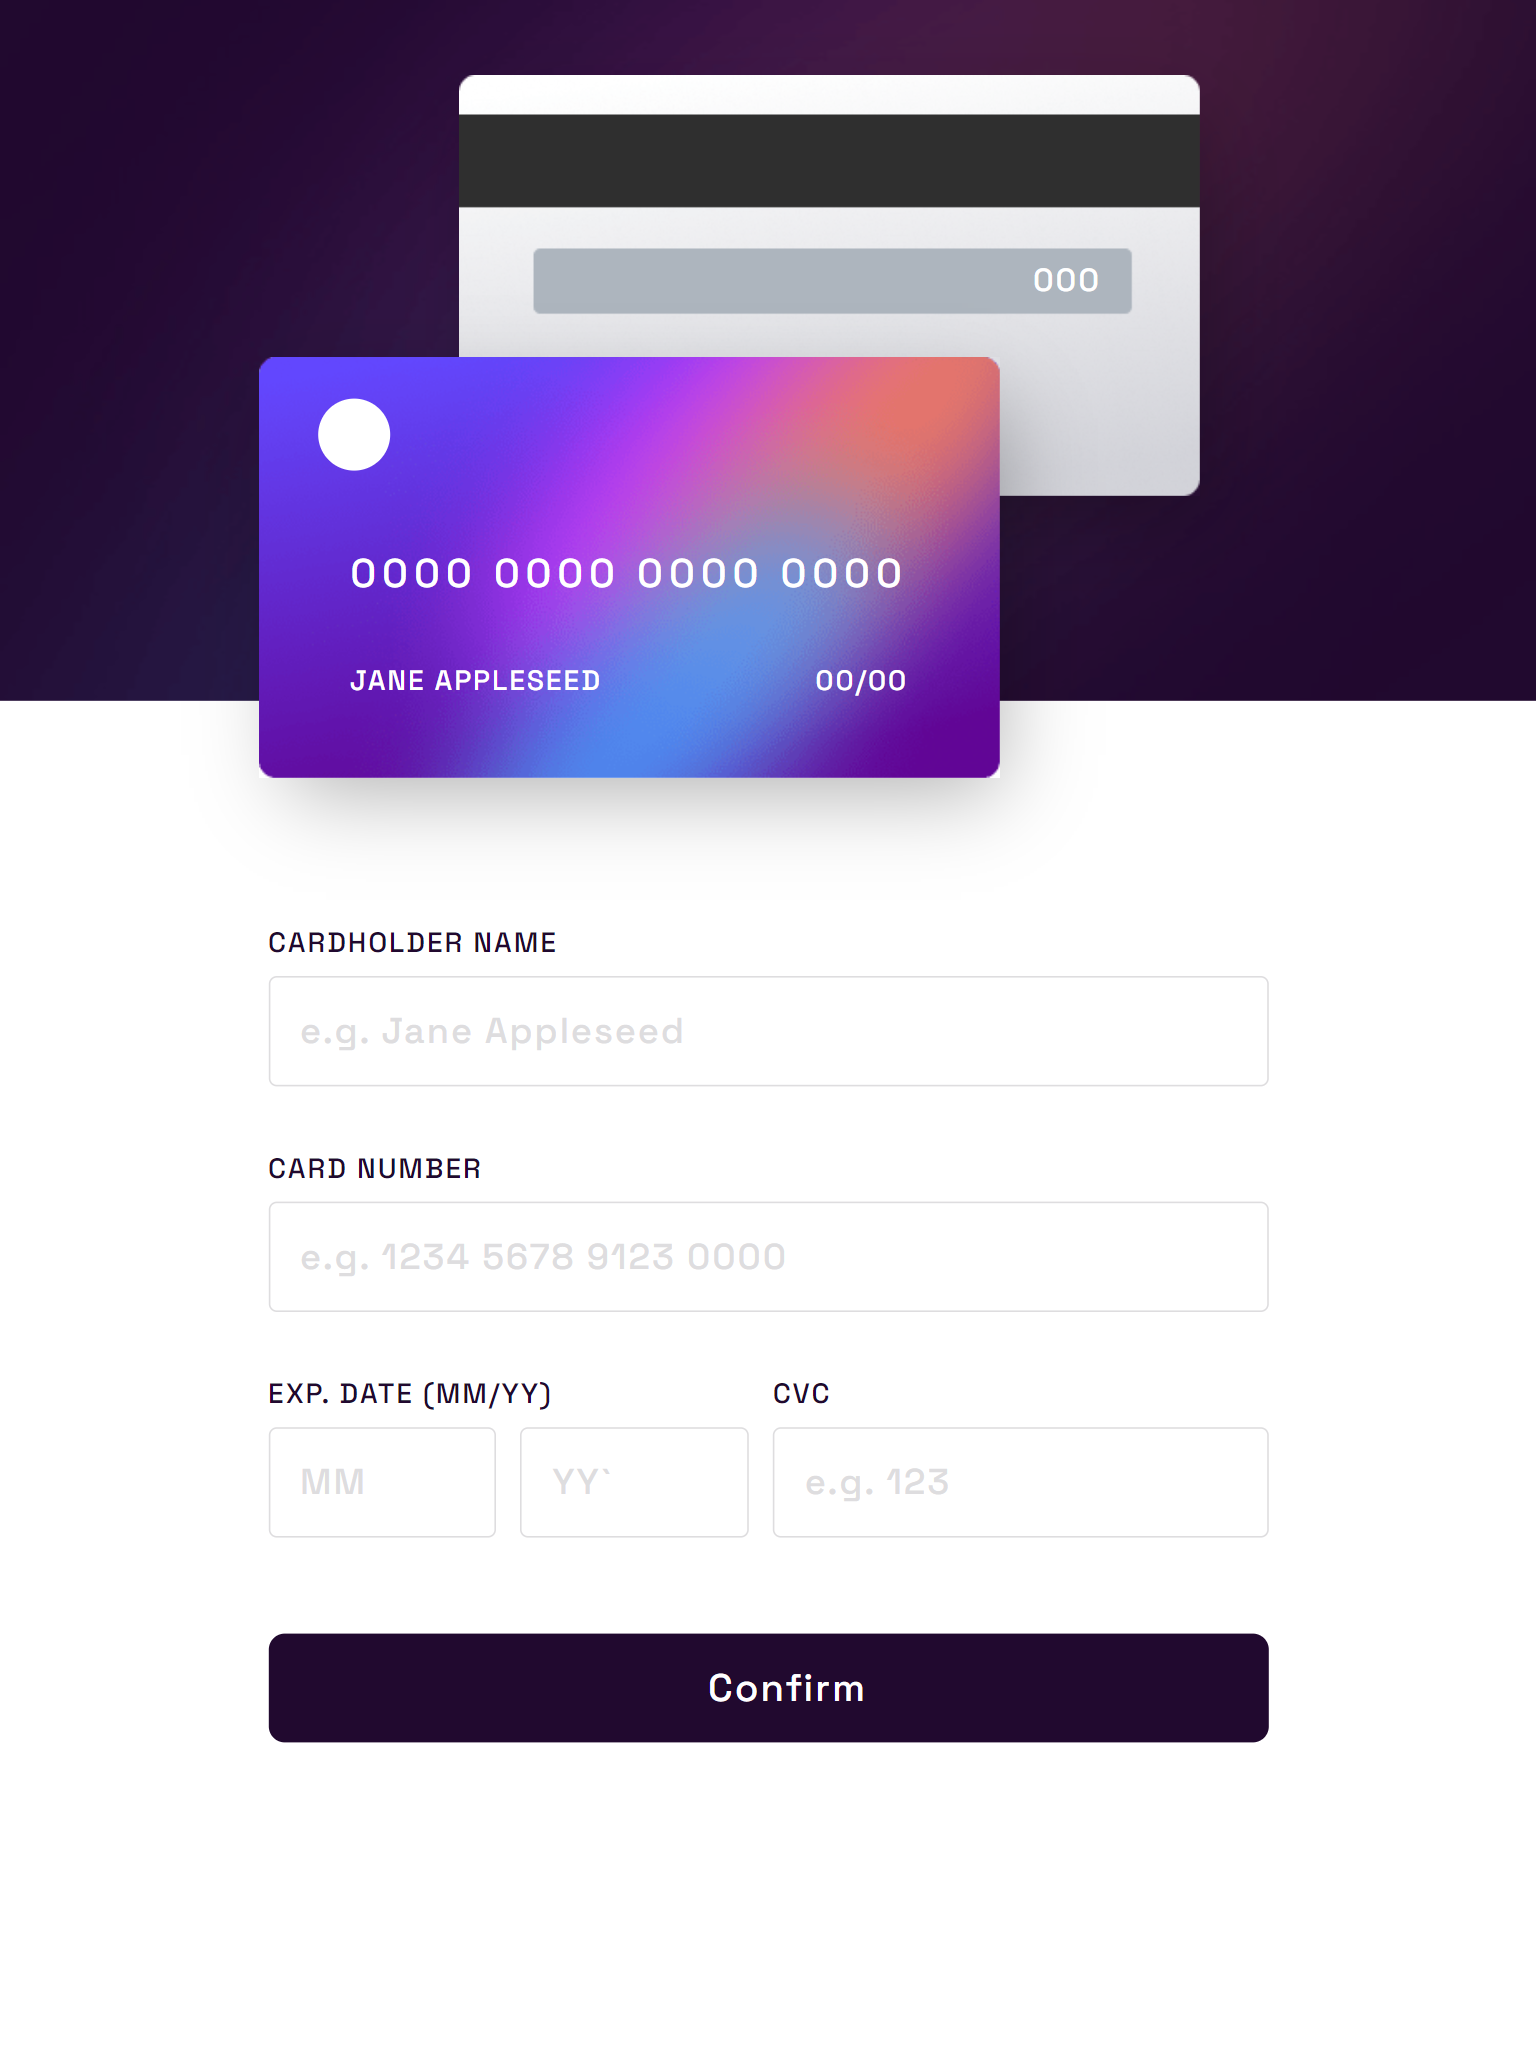 000
0000 0000 0000 0000
JANE APPLESEED 00/00
CARDHOLDER NAME
e.g. Jane Appleseed
CARD NUMBER
e.g. 1234 5678 9123 0000
EXP. DATE (MM/YY) CVC
MM YY` e.g. 123
Confirm